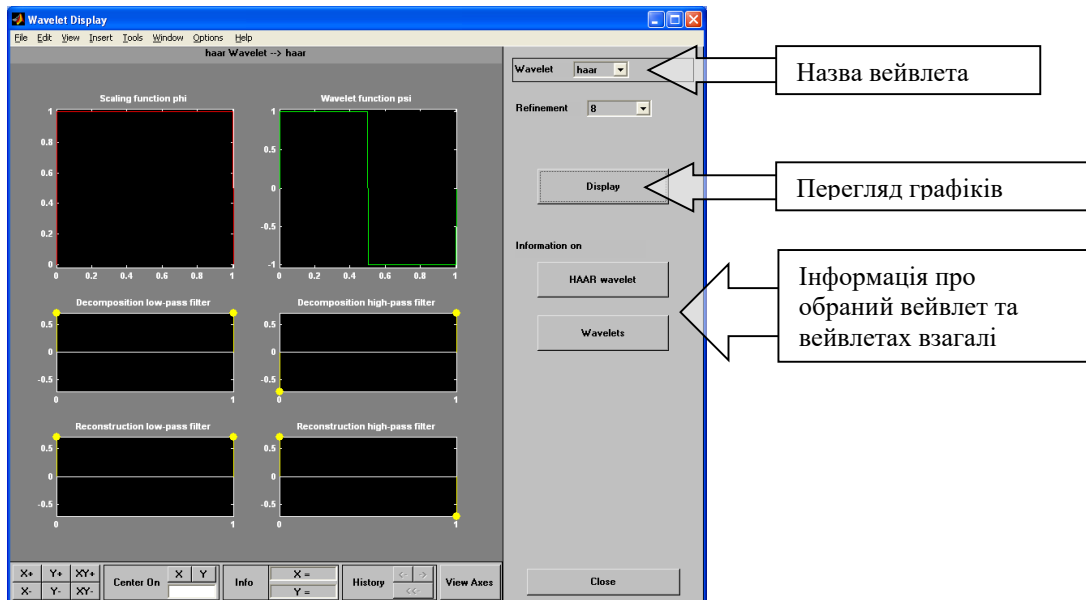 Wavelet Display
File Edit View Insert Tools Window Options Help
haar Wavelet --> haar
Scaling function phi
1
0.8
0.6
0.4
0.2
0
0 0.2 0.4 0.6 0.8 1
Wavelet function psi
1
0.5
0
-0.5
-1
0 0.2 0.4 0.6 0.8 1
Decomposition low-pass filter
0.5
0
-0.5
0 1
Decomposition high-pass filter
0.5
0
-0.5
0 1
Reconstruction low-pass filter
0.5
0
-0.5
0 1
Reconstruction high-pass filter
0.5
0
-0.5
0 1
Wavelet haar
Refinement 8
Display
Information on
HAAR wavelet
Wavelets
Назва вейвлета
Перегляд графіків
Інформація про
обраний вейвлет та
вейвлетах взагалі
X+ Y+ XY+
X- Y- XY-
Center On X Y
Info X =
Y =
History <- ->
<<-
View Axes
Close